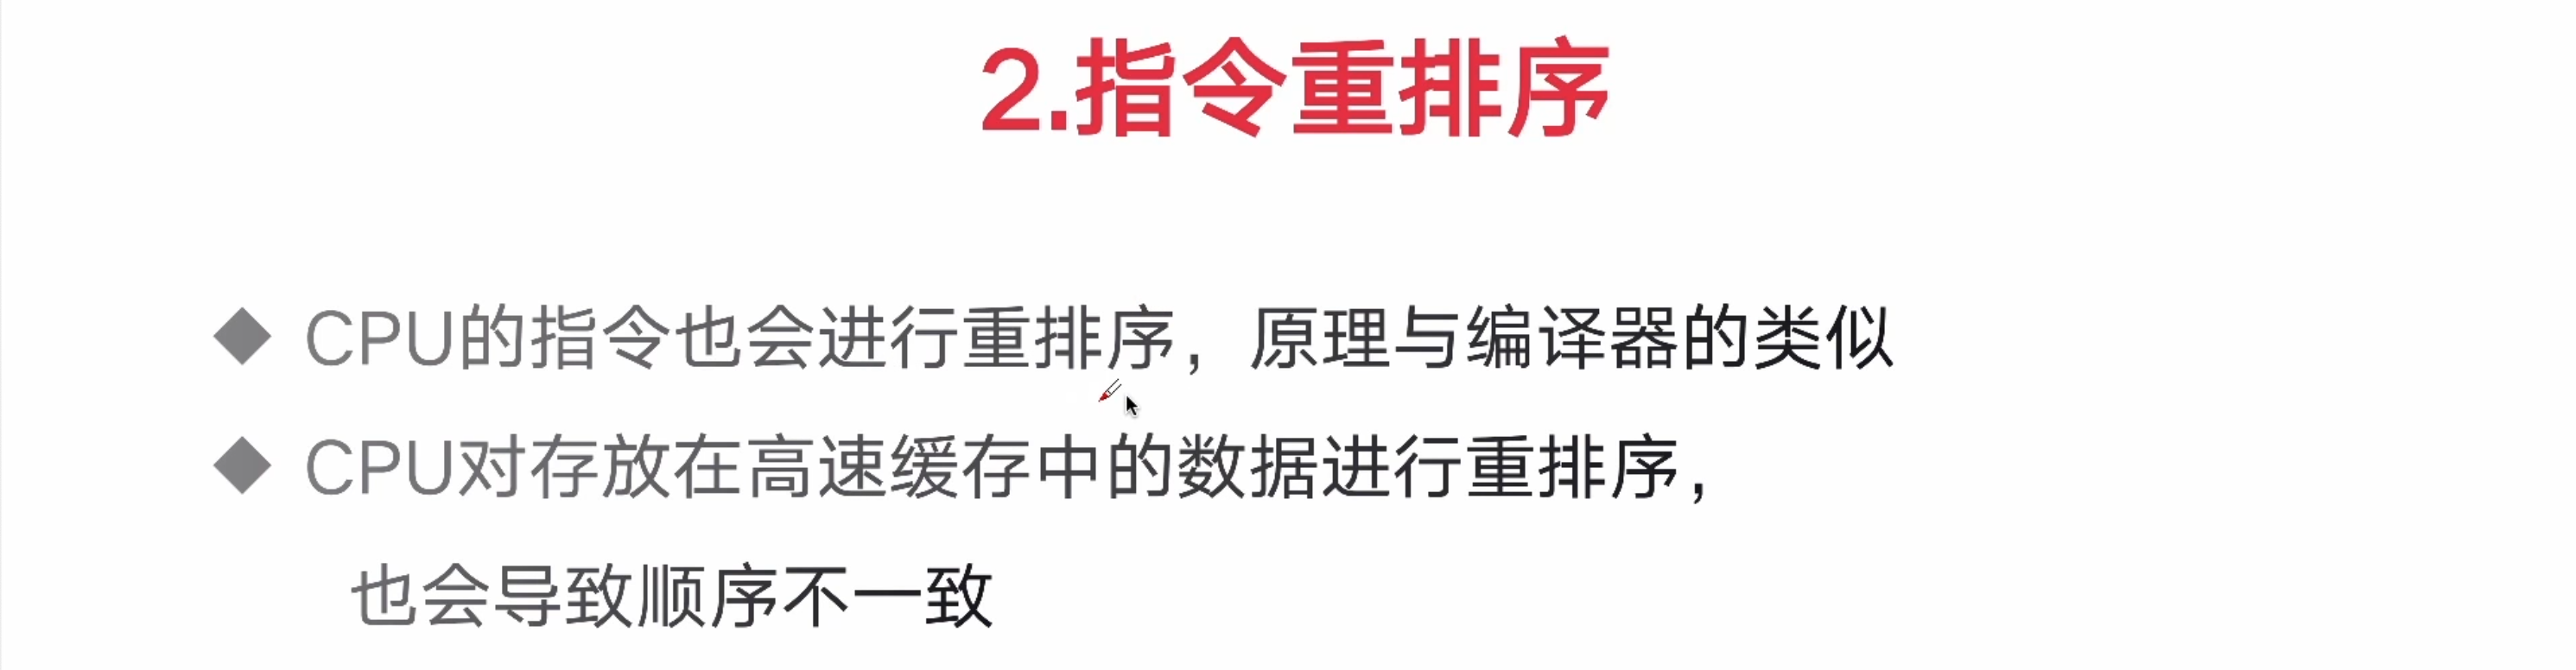 2.指令重排序
CPU的指令也会进行重排序，原理与编译器的类似
CPU对存放在高速缓存中的数据进行重排序，
也会导致顺序不一致